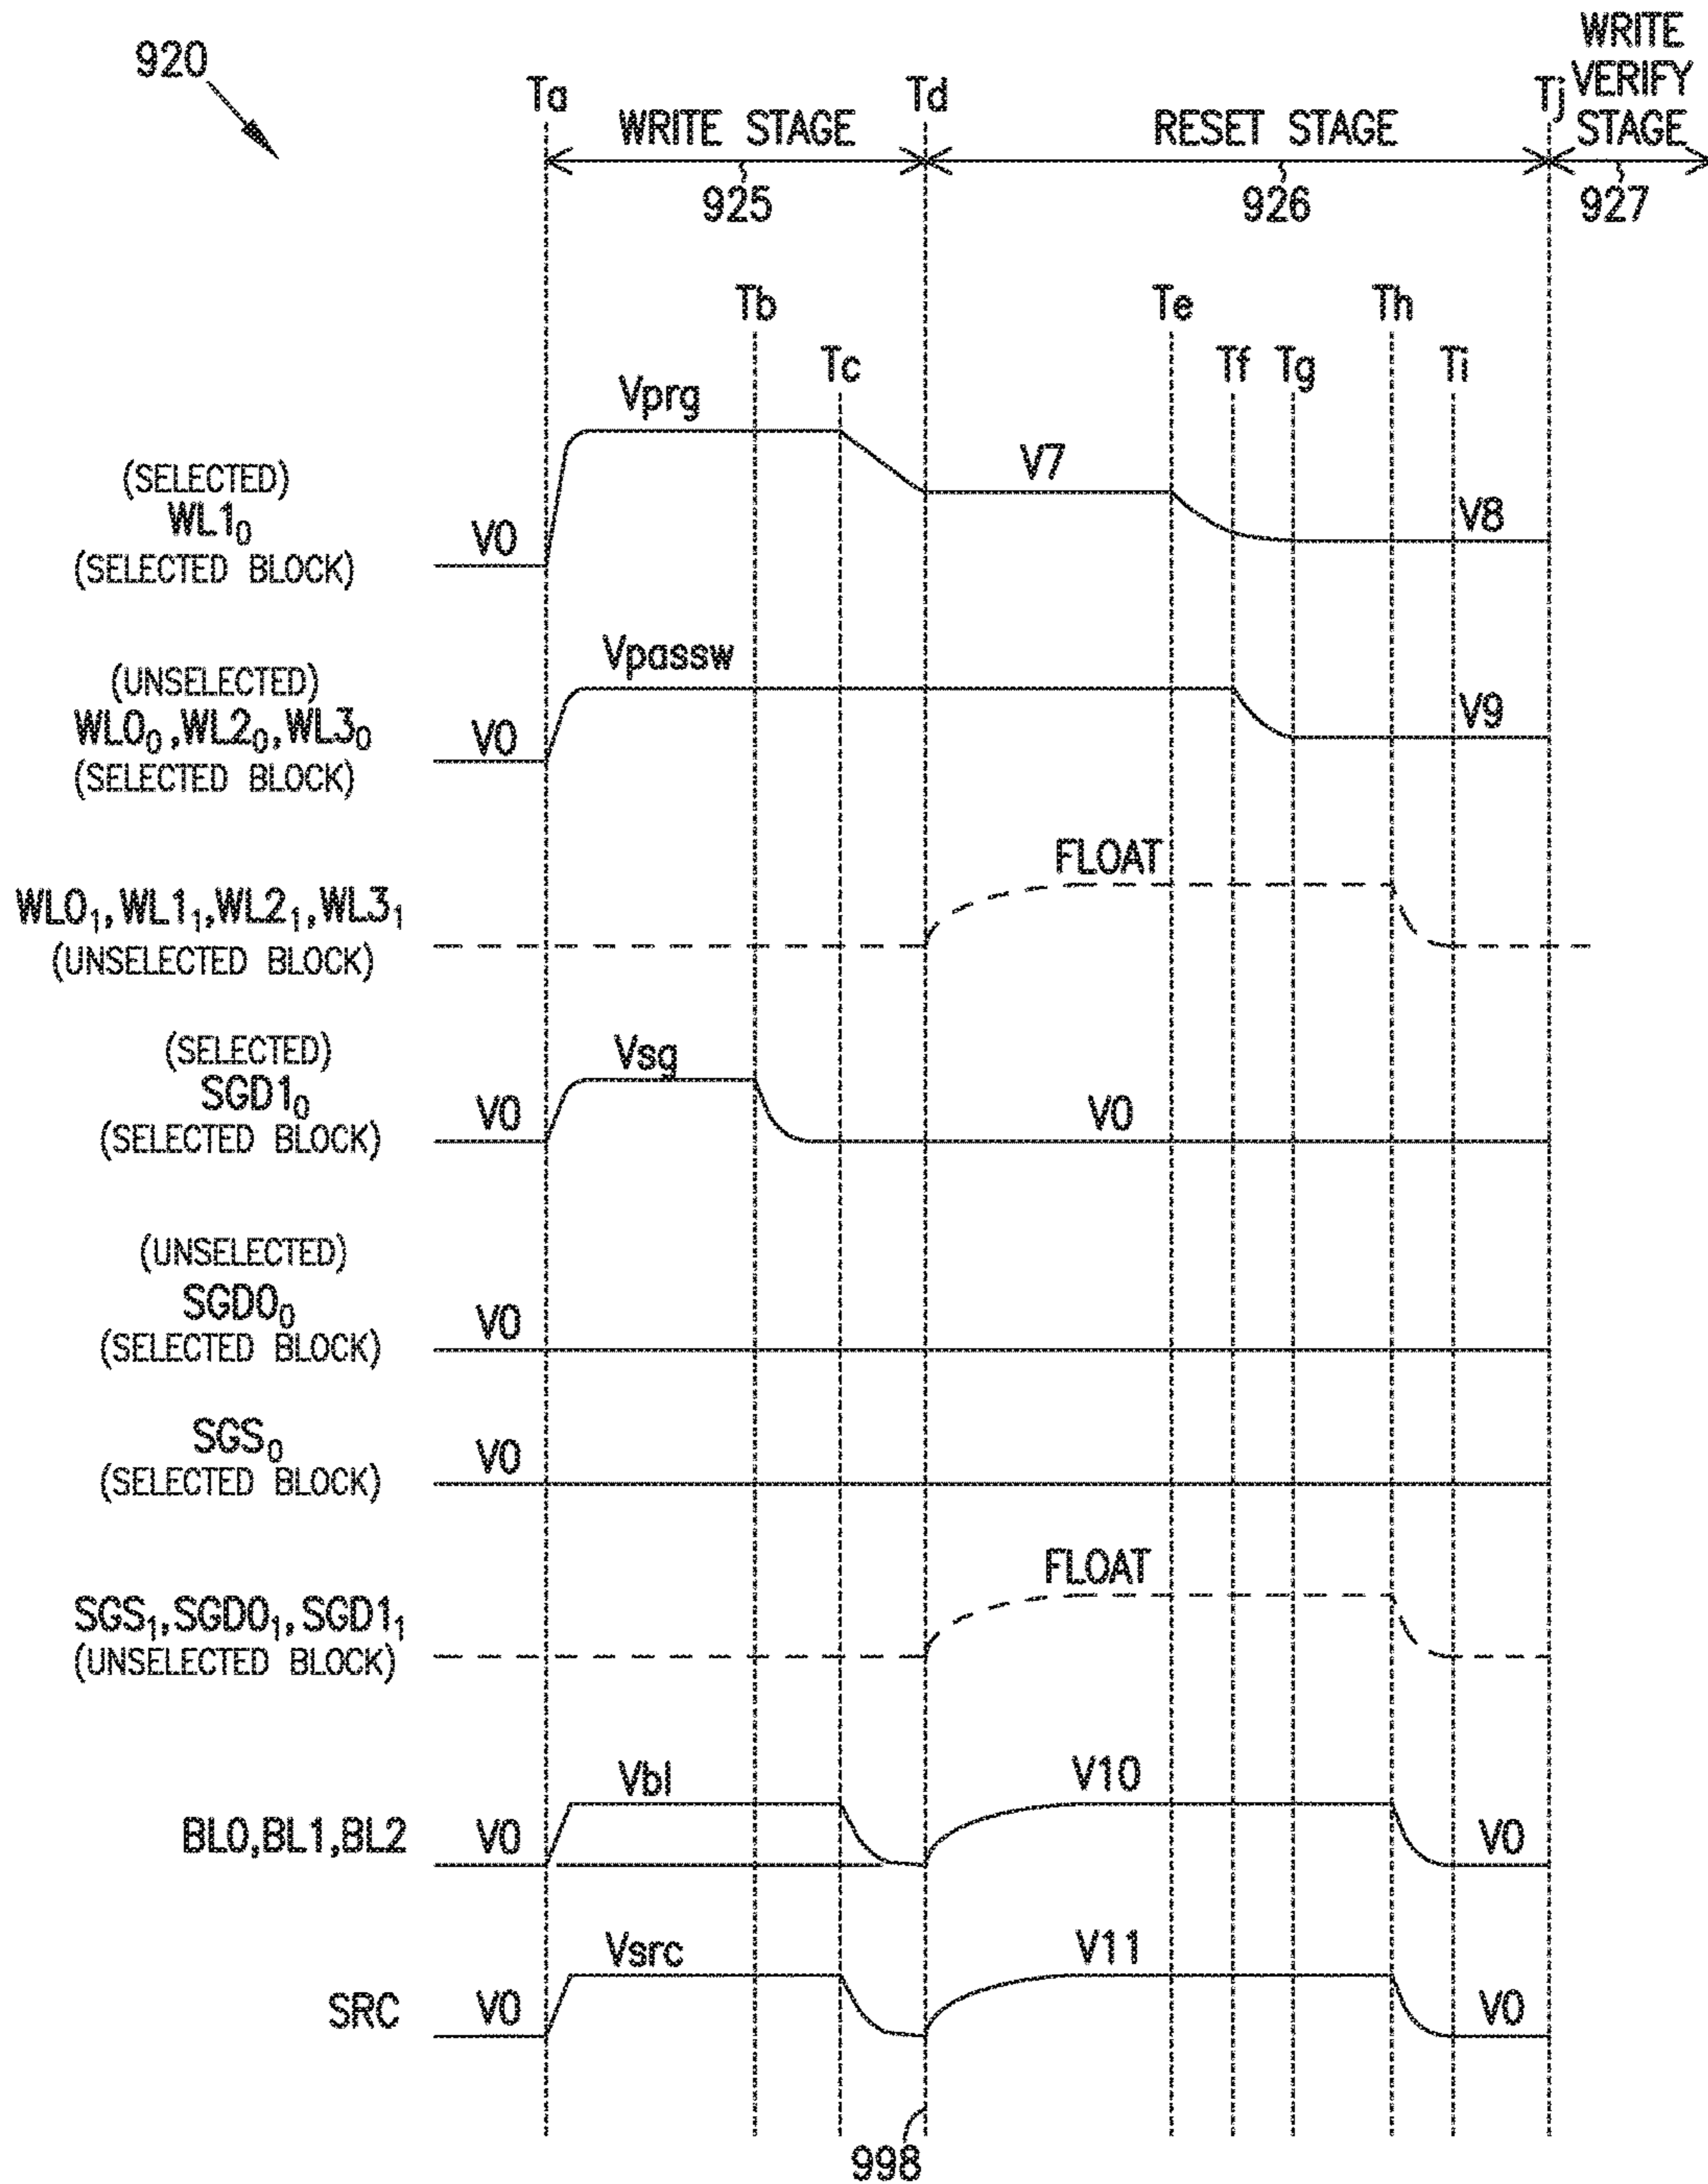 920
Ta
Td
Tj
WRITE
VERIFY
STAGE
WRITE STAGE
RESET STAGE
925
926
927
Tb
Te
Th
Tc
Tf
Tg
Ti
Vprg
V7
V8
(SELECTED)
WL1₀
(SELECTED BLOCK)
V0
Vpassw
V9
(UNSELECTED)
WL0₀,WL2₀,WL3₀
(SELECTED BLOCK)
V0
FLOAT
WL0₁,WL1₁,WL2₁,WL3₁
(UNSELECTED BLOCK)
(SELECTED)
SGD1₀
(SELECTED BLOCK)
V0
Vsg
V0
(UNSELECTED)
SGD0₀
(SELECTED BLOCK)
V0
SGS₀
(SELECTED BLOCK)
V0
FLOAT
SGS₁,SGD0₁,SGD1₁
(UNSELECTED BLOCK)
Vbl
V10
BL0,BL1,BL2
V0
V0
Vsrc
V11
SRC
V0
V0
998